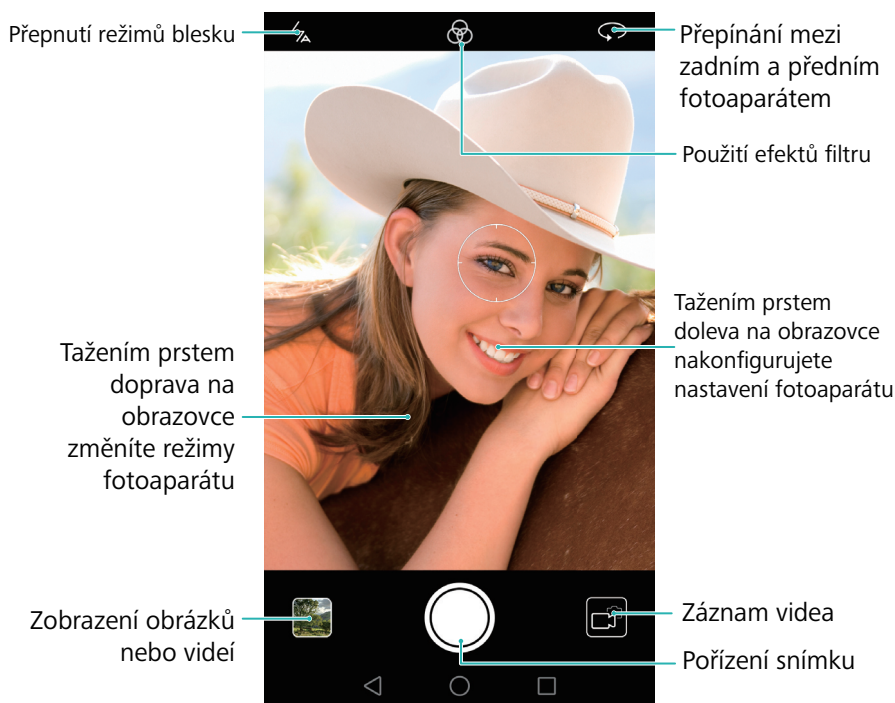 Přepnutí režimů blesku
Přepínání mezi
zadním a předním
fotoaparátem
Použití efektů filtru
Tažením prstem
doleva na obrazovce
nakonfigurujete
nastavení fotoaparátu
Tažením prstem
doprava na
obrazovce
změníte režimy
fotoaparátu
Zobrazení obrázků
nebo videí
Záznam videa
Pořízení snímku